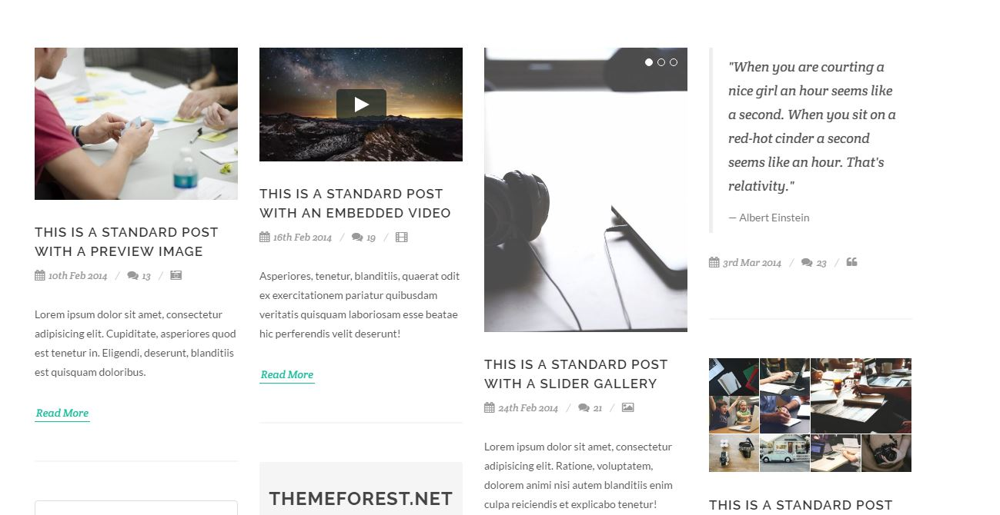 THIS IS A STANDARD POST
WITH A PREVIEW IMAGE
10th Feb 2014 / 13 /
Lorem ipsum dolor sit amet, consectetur
adipisicing elit. Cupiditate, asperiores quod
est tenetur in. Eligendi, deserunt, blanditiis
est quisquam doloribus.
Read More
THIS IS A STANDARD POST
WITH AN EMBEDDED VIDEO
16th Feb 2014 / 19 /
Asperiores, tenetur, blanditiis, quaerat odit
ex exercitationem pariatur quibusdam
veritatis quisquam laboriosam esse beatae
hic perferendis velit deserunt!
Read More
THEMEFOREST.NET
THIS IS A STANDARD POST
WITH A SLIDER GALLERY
24th Feb 2014 / 21 /
Lorem ipsum dolor sit amet, consectetur
adipisicing elit. Ratione, voluptatem,
dolorem animi nisi autem blanditiis enim
culpa reiciendis et explicabo tenetur!
"When you are courting a
nice girl an hour seems like
a second. When you sit on a
red-hot cinder a second
seems like an hour. That's
relativity."
— Albert Einstein
3rd Mar 2014 / 23 /
THIS IS A STANDARD POST